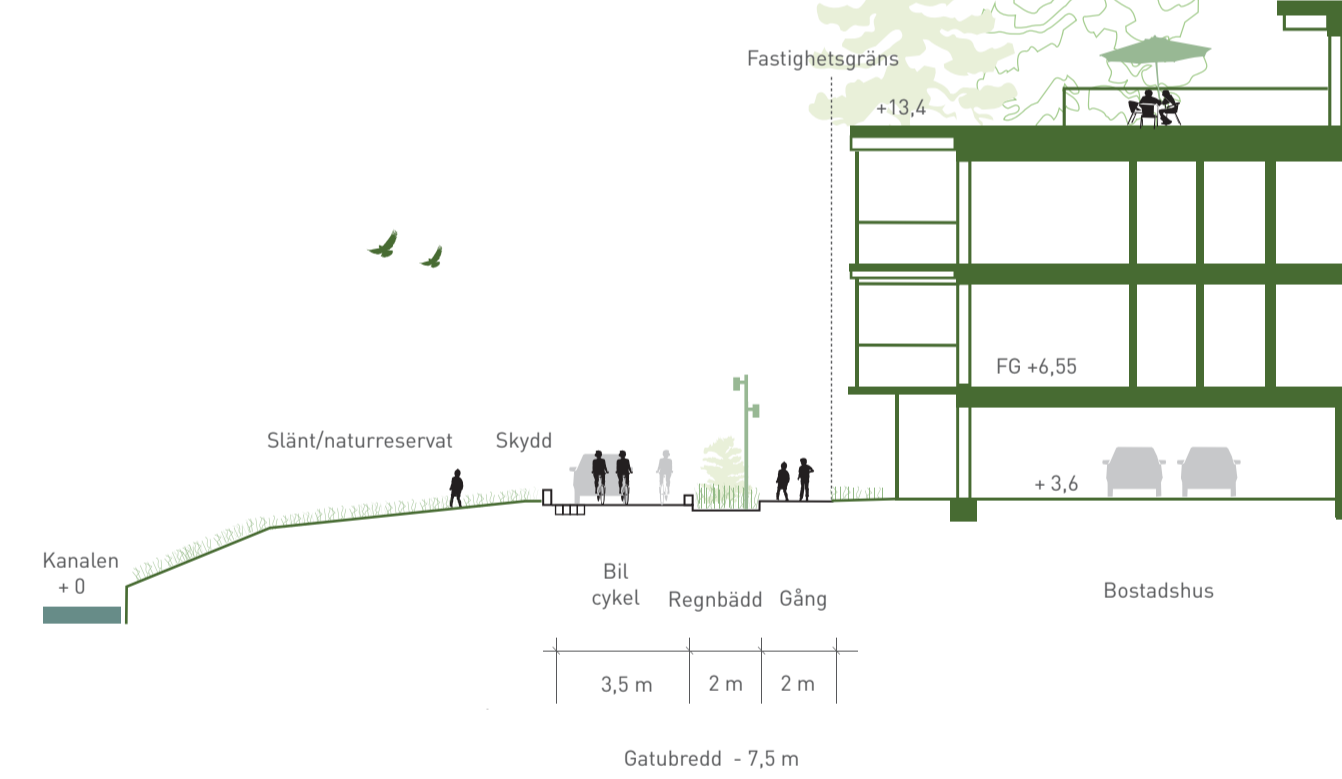 Fastighetsgräns
+13,4
FG +6,55
Slänt/naturreservat
Skydd
+ 3,6
Kanalen
+ 0
Bil
cykel
Regnbädd
Gång
Bostadshus
3,5 m
2 m
2 m
Gatubredd - 7,5 m